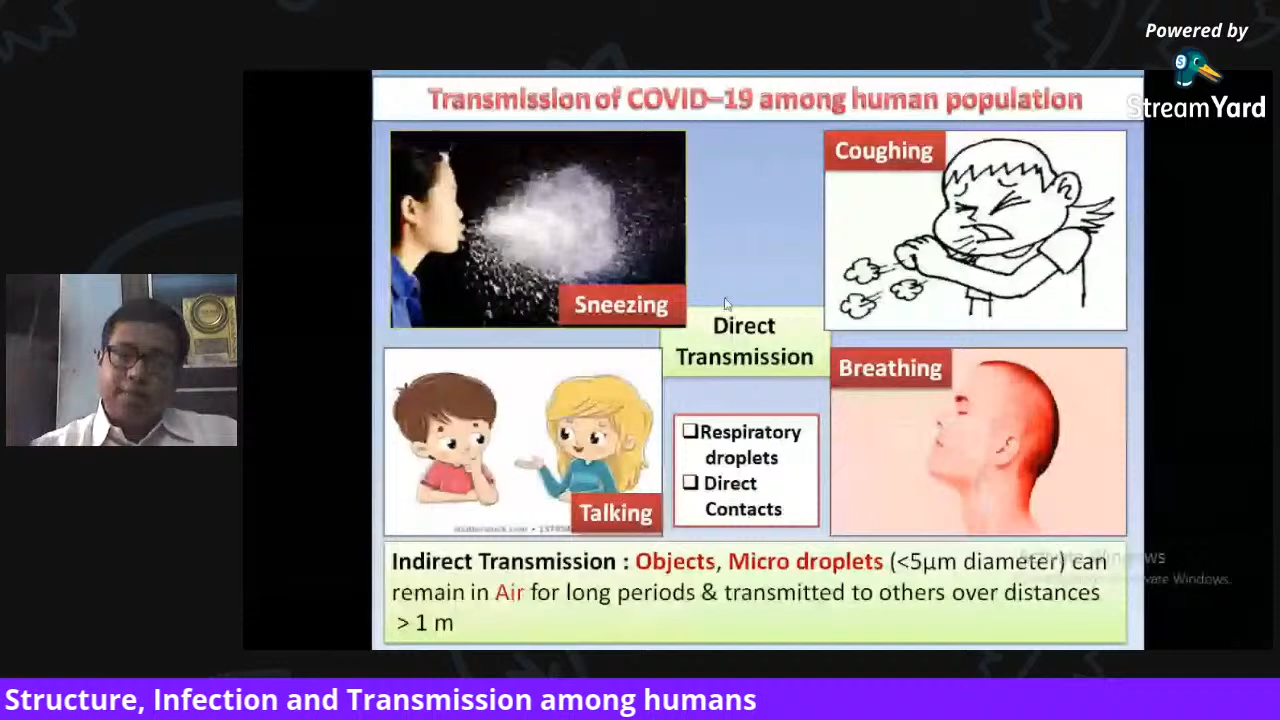 Powered by
StreamYard
Transmission of COVID–19 among human population
Sneezing
Coughing
Direct
Transmission
Talking
❑Respiratory
droplets
❑ Direct
Contacts
Breathing
Indirect Transmission : Objects, Micro droplets (<5µm diameter) can
remain in Air for long periods & transmitted to others over distances
> 1 m
Structure, Infection and Transmission among humans